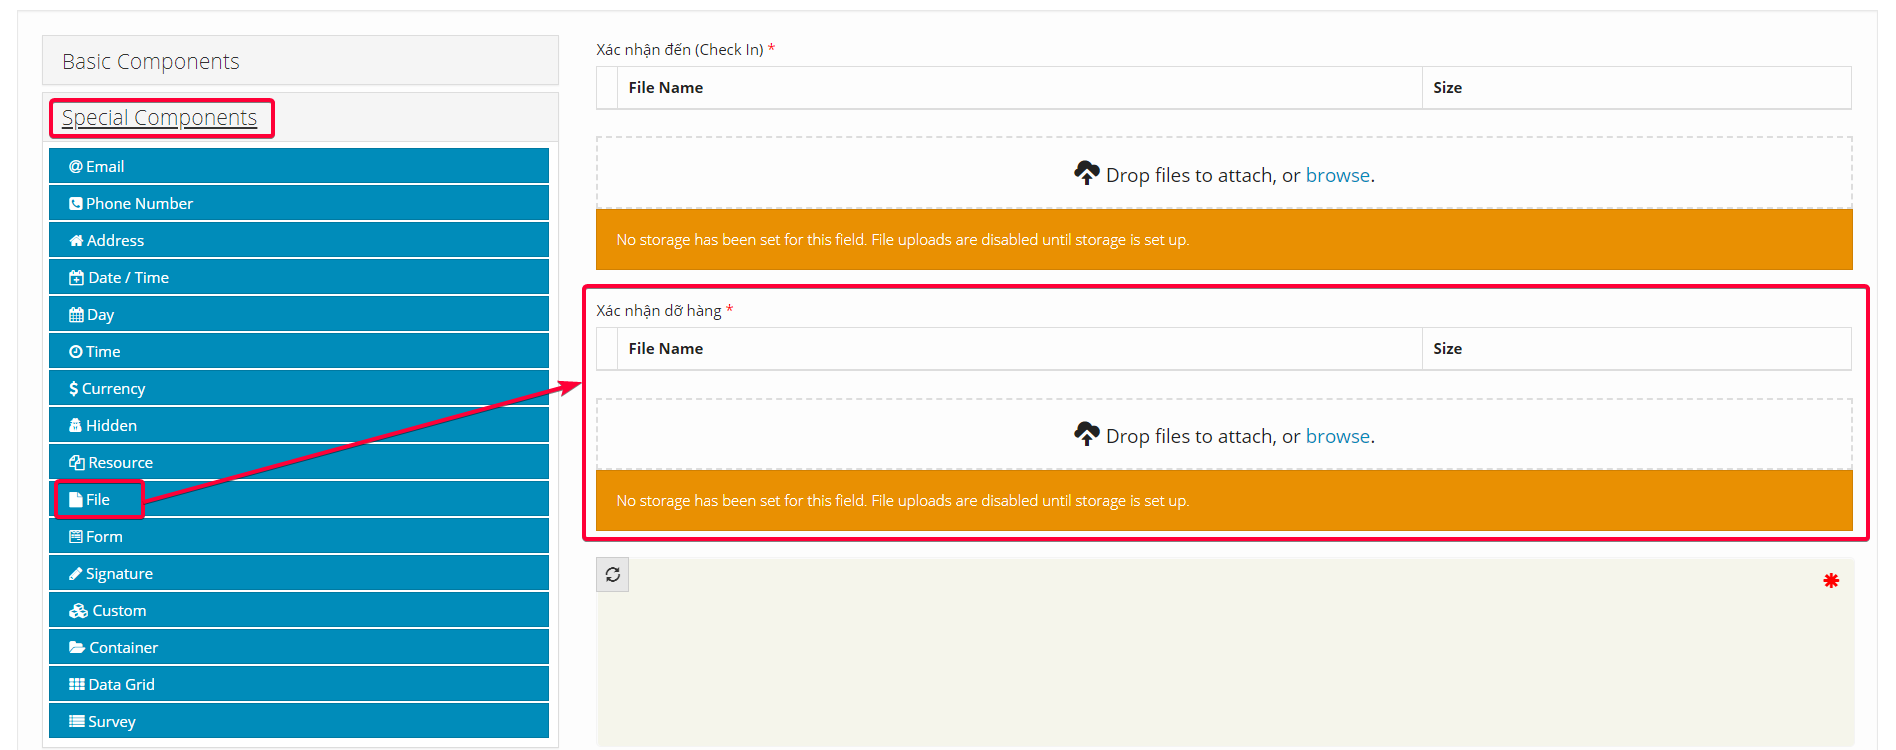 Basic Components
Special Components
Email
Phone Number
Address
Date / Time
Day
Time
$ Currency
Hidden
Resource
File
Form
Signature
Custom
Container
Data Grid
Survey
Xác nhận đến (Check In) *
File Name Size
Drop files to attach, or browse.
No storage has been set for this field. File uploads are disabled until storage is set up.
Xác nhận dỡ hàng *
File Name Size
Drop files to attach, or browse.
No storage has been set for this field. File uploads are disabled until storage is set up.